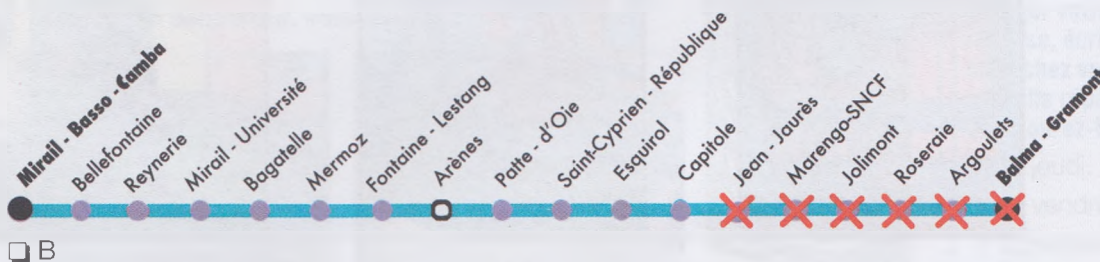 Mirail - Basso - Camba
Bellefontaine
Reynerie
Mirail - Université
Bagatelle
Mermoz
Fontaine - Lestang
Arènes
Patte - d'Oie
Saint-Cyprien - République
Esquirol
Capitole
Jean - Jaurès
Marengo-SNCF
Jolimont
Roseraie
Argoulets
Balma - Gramont
❑ B